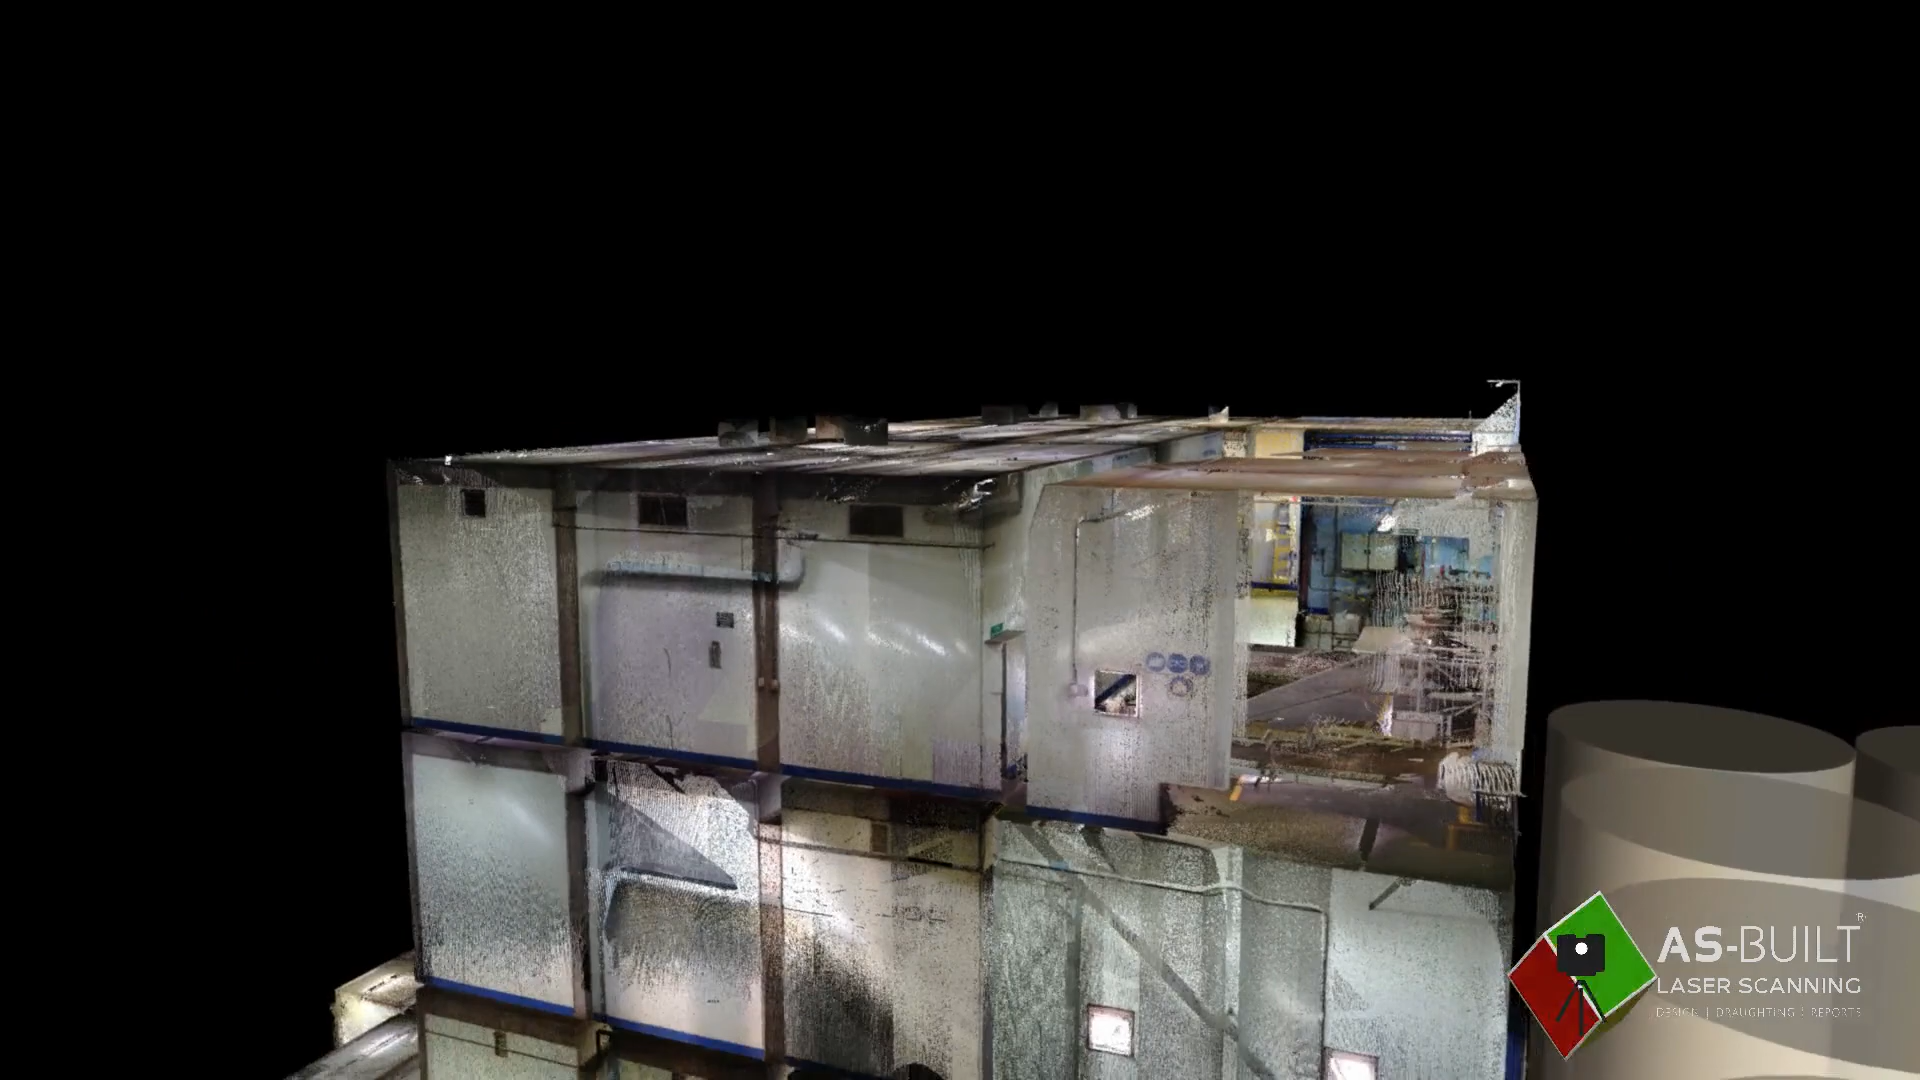 AS-BUILT®
LASER SCANNING
DESIGN | DRAUGHTING | REPORTS